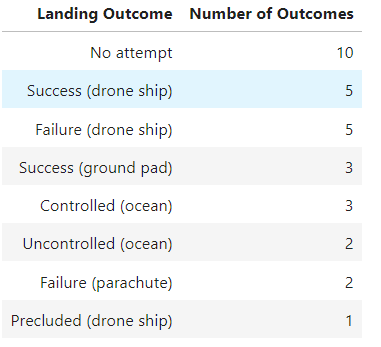 Landing Outcome Number of Outcomes
No attempt 10
Success (drone ship) 5
Failure (drone ship) 5
Success (ground pad) 3
Controlled (ocean) 3
Uncontrolled (ocean) 2
Failure (parachute) 2
Precluded (drone ship) 1